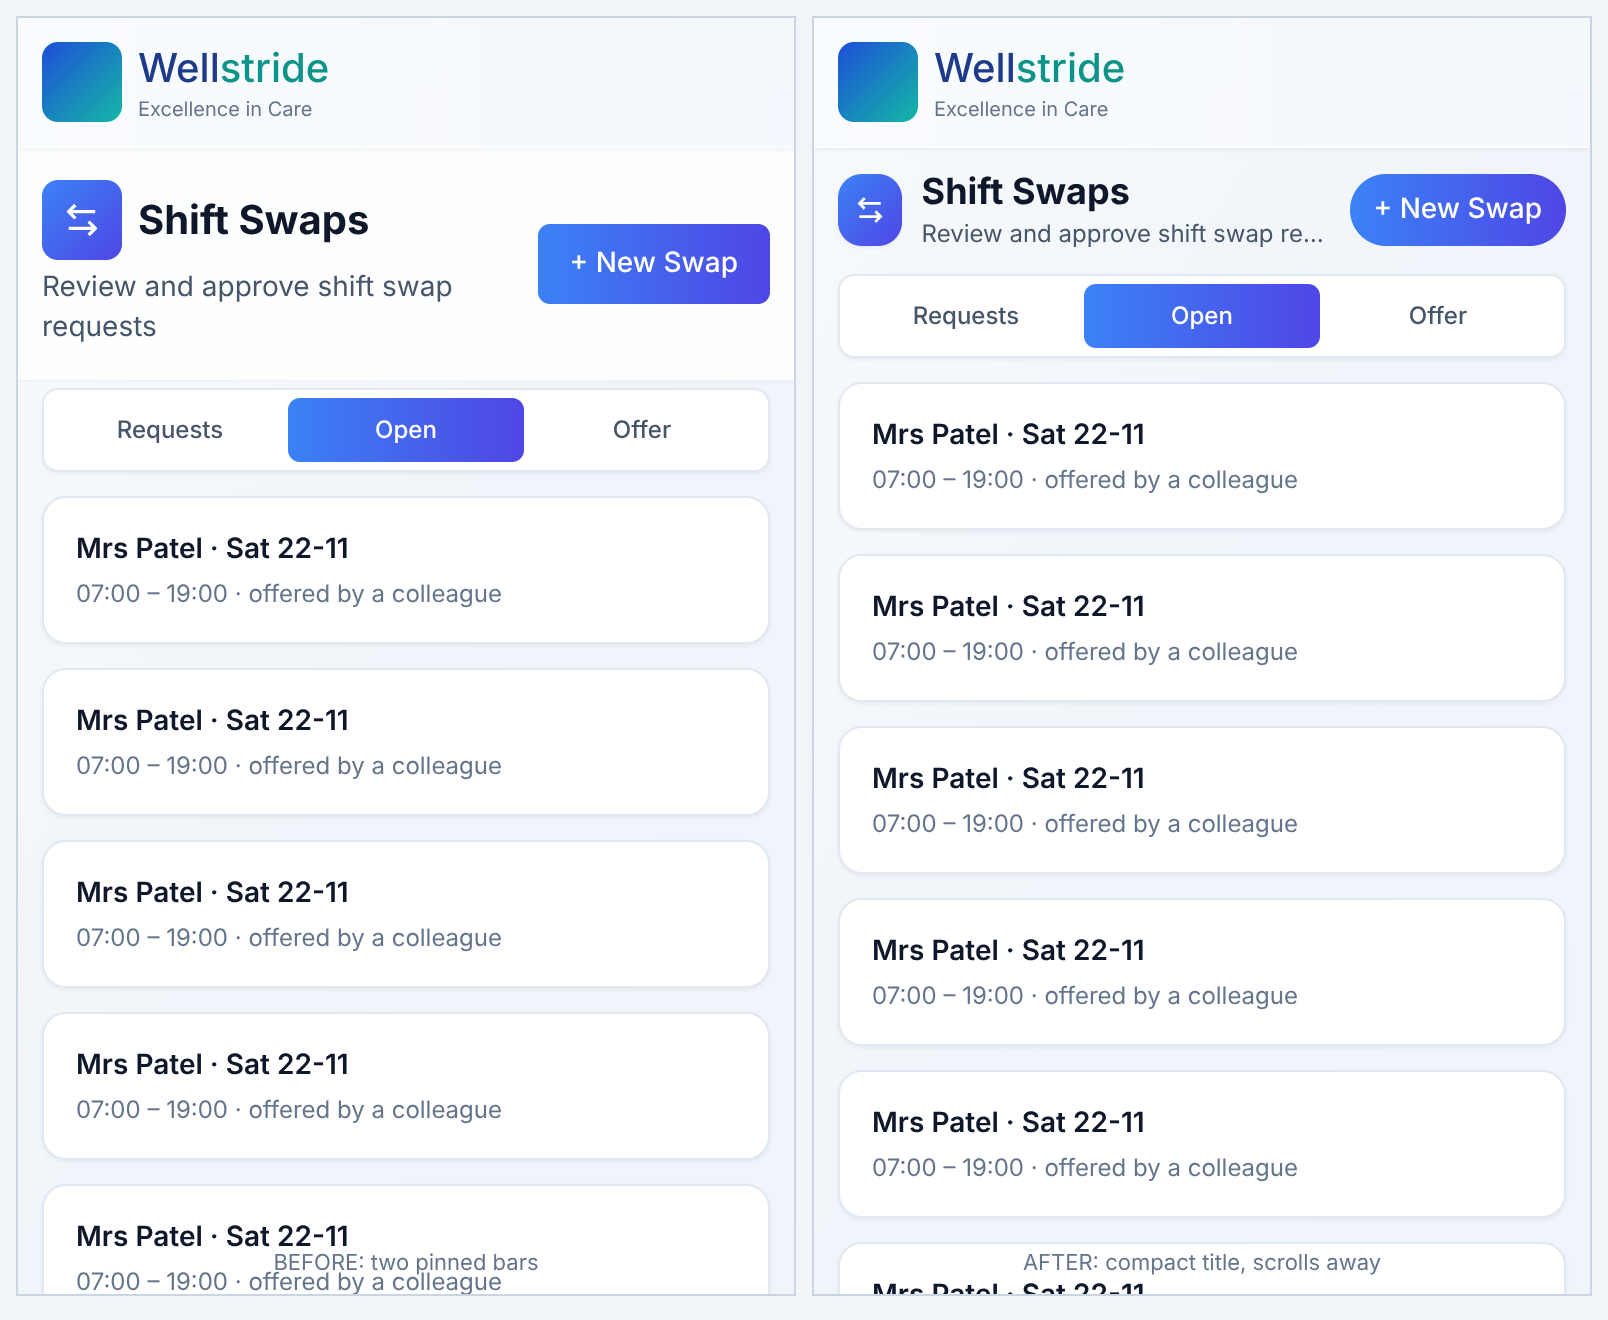 Wellstride
Excellence in Care
Shift Swaps
Review and approve shift swap
requests
+ New Swap
Requests Open Offer
Mrs Patel · Sat 22-11
07:00 – 19:00 · offered by a colleague
Mrs Patel · Sat 22-11
07:00 – 19:00 · offered by a colleague
Mrs Patel · Sat 22-11
07:00 – 19:00 · offered by a colleague
Mrs Patel · Sat 22-11
07:00 – 19:00 · offered by a colleague
Mrs Patel · Sat 22-11
BEFORE: two pinned bars
07:00 – 19:00 · offered by a colleague
Wellstride
Excellence in Care
Shift Swaps
Review and approve shift swap re...
+ New Swap
Requests Open Offer
Mrs Patel · Sat 22-11
07:00 – 19:00 · offered by a colleague
Mrs Patel · Sat 22-11
07:00 – 19:00 · offered by a colleague
Mrs Patel · Sat 22-11
07:00 – 19:00 · offered by a colleague
Mrs Patel · Sat 22-11
07:00 – 19:00 · offered by a colleague
Mrs Patel · Sat 22-11
07:00 – 19:00 · offered by a colleague
AFTER: compact title, scrolls away
Mrs Patel · Sat 22-11